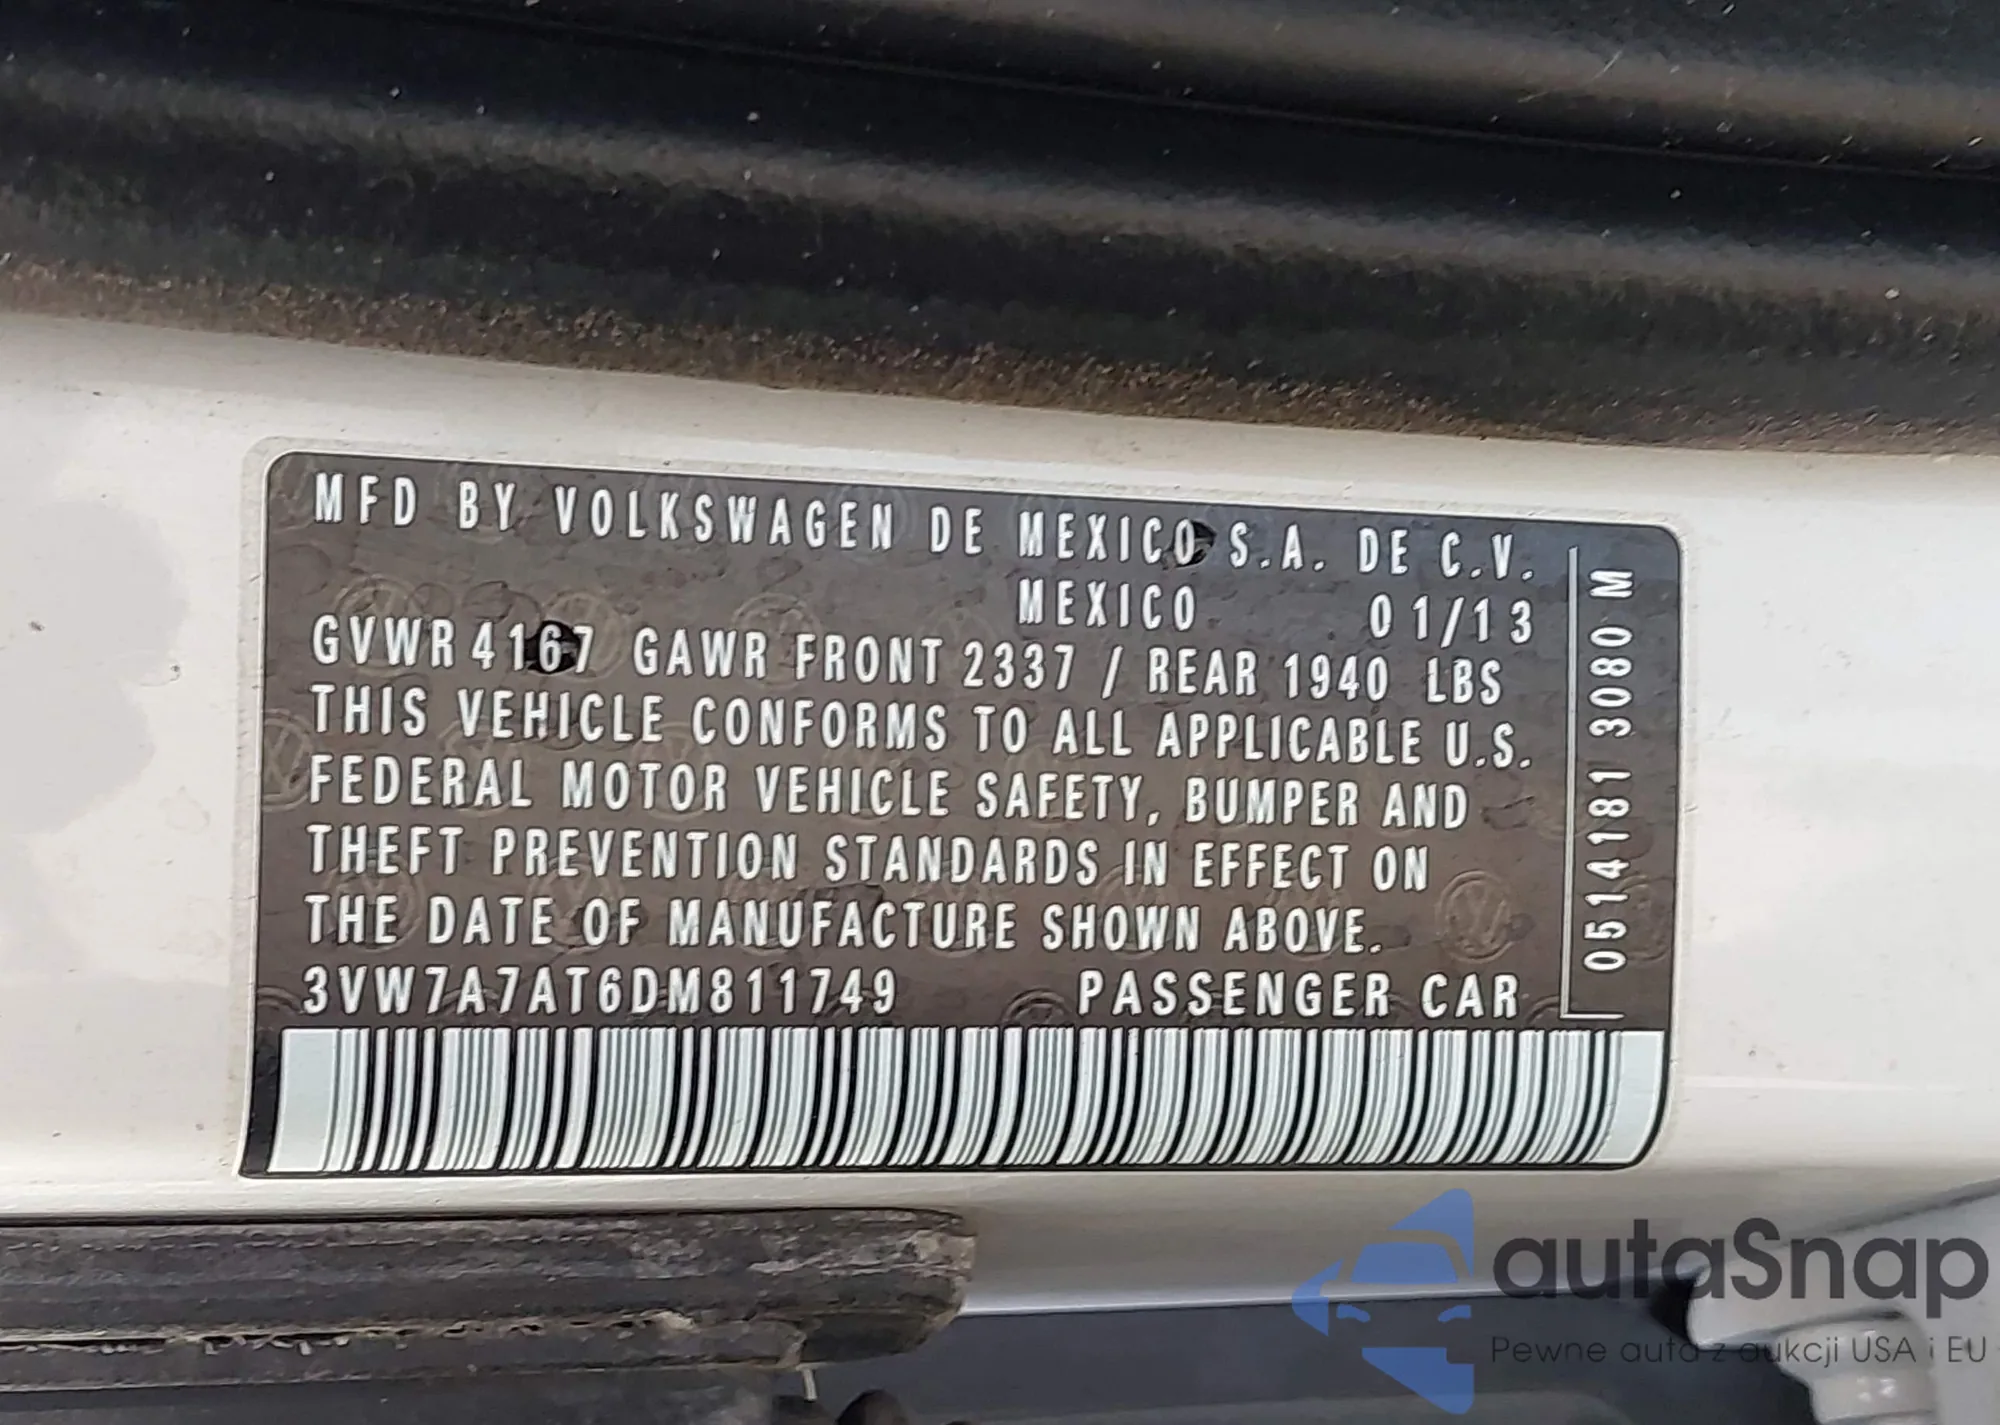 MFD BY VOLKSWAGEN DE MEXICO S.A. DE C.V.
MEXICO 01/13
GVWR 4167 GAWR FRONT 2337 / REAR 1940 LBS
THIS VEHICLE CONFORMS TO ALL APPLICABLE U.S.
FEDERAL MOTOR VEHICLE SAFETY, BUMPER AND
THEFT PREVENTION STANDARDS IN EFFECT ON
THE DATE OF MANUFACTURE SHOWN ABOVE.
3VW7A7AT6DM811749 PASSENGER CAR
0514181 3080 M
autaSnap
Pewne auta z aukcji USA i EU